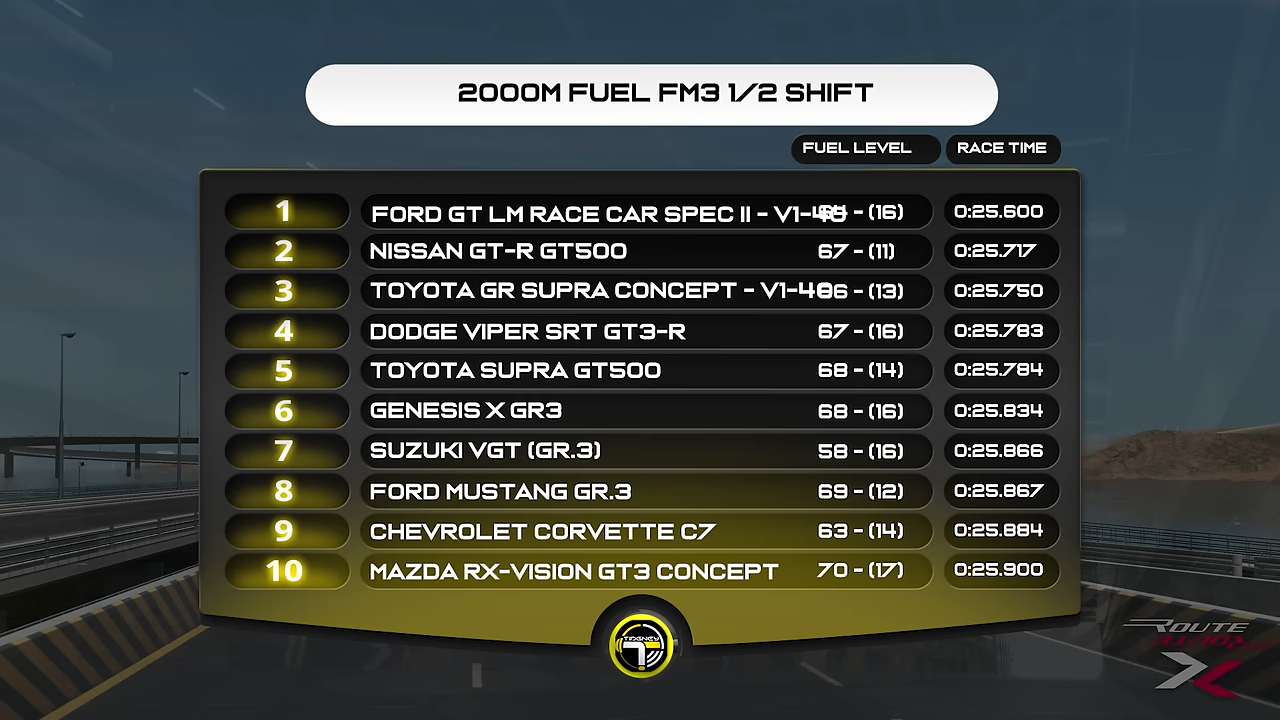 2000M FUEL FM3 1/2 SHIFT
FUEL LEVEL RACE TIME
1 FORD GT LM RACE CAR SPEC II - (16) 0:25.600
2 NISSAN GT-R GT500 67 - (11) 0:25.717
3 TOYOTA GR SUPRA CONCEPT - (13) 0:25.750
4 DODGE VIPER SRT GT3-R 67 - (16) 0:25.783
5 TOYOTA SUPRA GT500 68 - (14) 0:25.784
6 GENESIS X GR3 68 - (16) 0:25.834
7 SUZUKI VGT (GR.3) 58 - (16) 0:25.866
8 FORD MUSTANG GR.3 69 - (12) 0:25.867
9 CHEVROLET CORVETTE C7 63 - (14) 0:25.884
10 MAZDA RX-VISION GT3 CONCEPT 70 - (17) 0:25.900
TIDGNEY
ROUTE
X